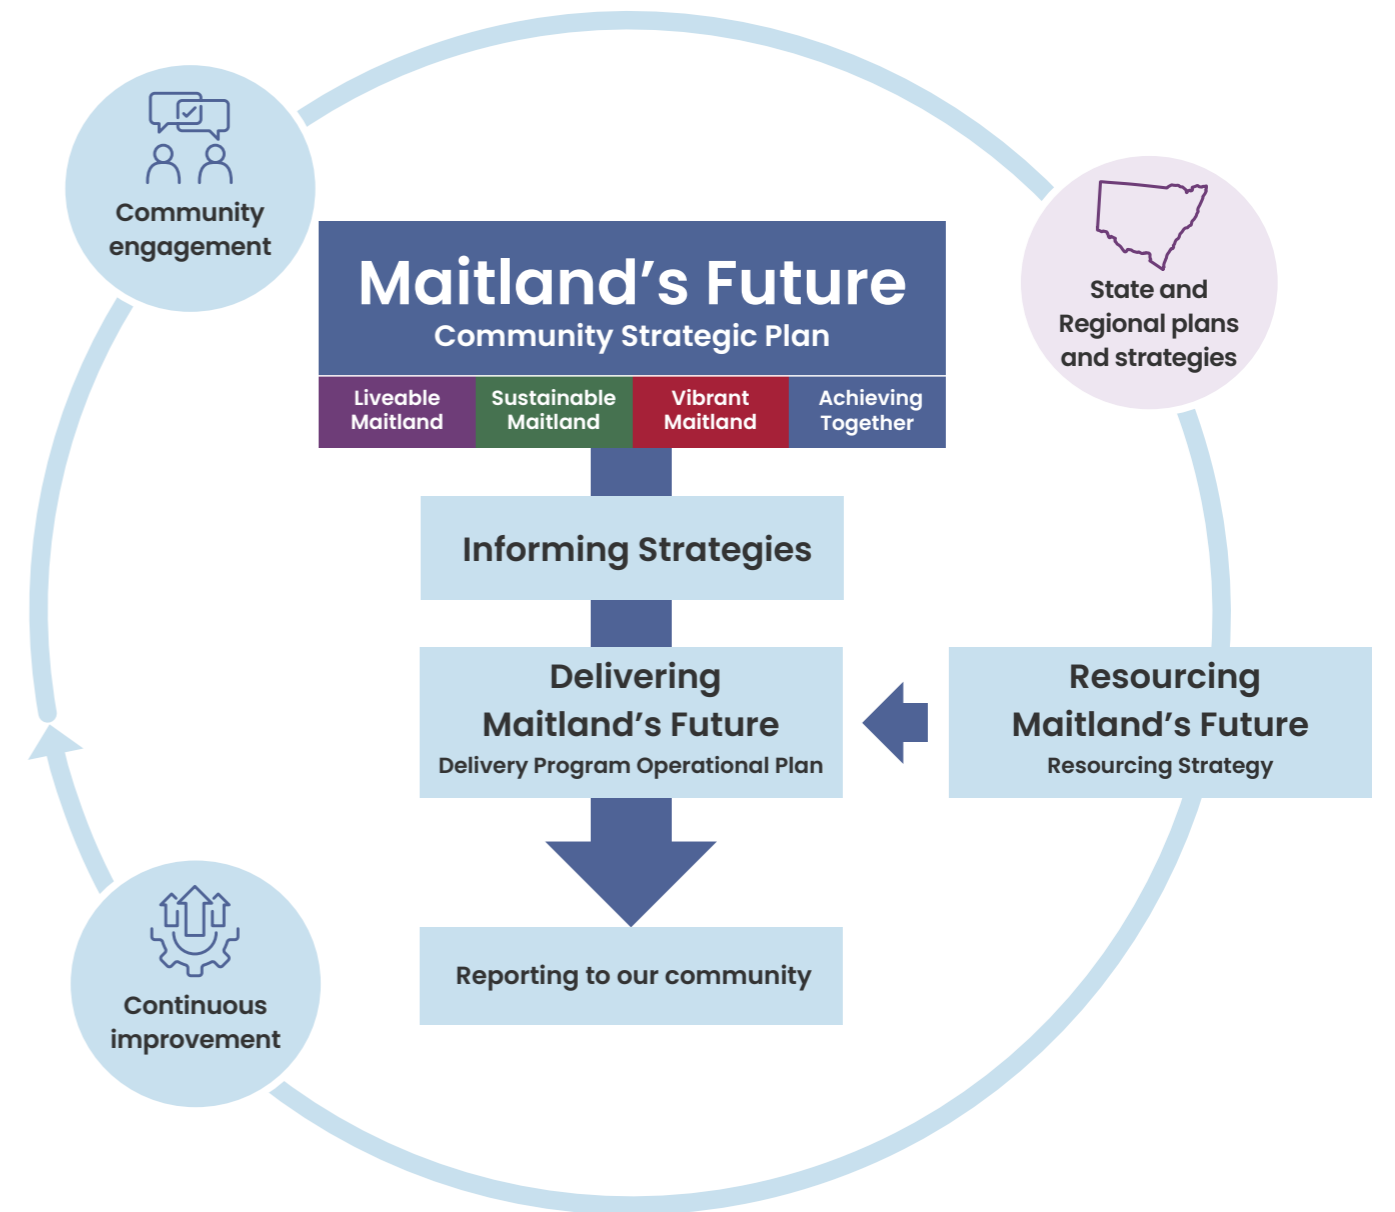 Community
engagement
State and
Regional plans
and strategies
Maitland’s Future
Community Strategic Plan
Liveable
Maitland
Sustainable
Maitland
Vibrant
Maitland
Achieving
Together
Informing Strategies
Delivering
Maitland’s Future
Delivery Program Operational Plan
Resourcing
Maitland’s Future
Resourcing Strategy
Continuous
improvement
Reporting to our community